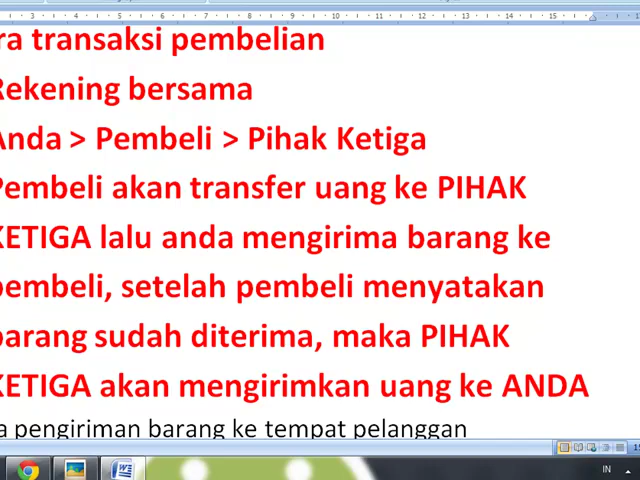 ra transaksi pembelian
Rekening bersama
Anda > Pembeli > Pihak Ketiga
Pembeli akan transfer uang ke PIHAK
KETIGA lalu anda mengirima barang ke
pembeli, setelah pembeli menyatakan
barang sudah diterima, maka PIHAK
KETIGA akan mengirimkan uang ke ANDA
a pengiriman barang ke tempat pelanggan
IN